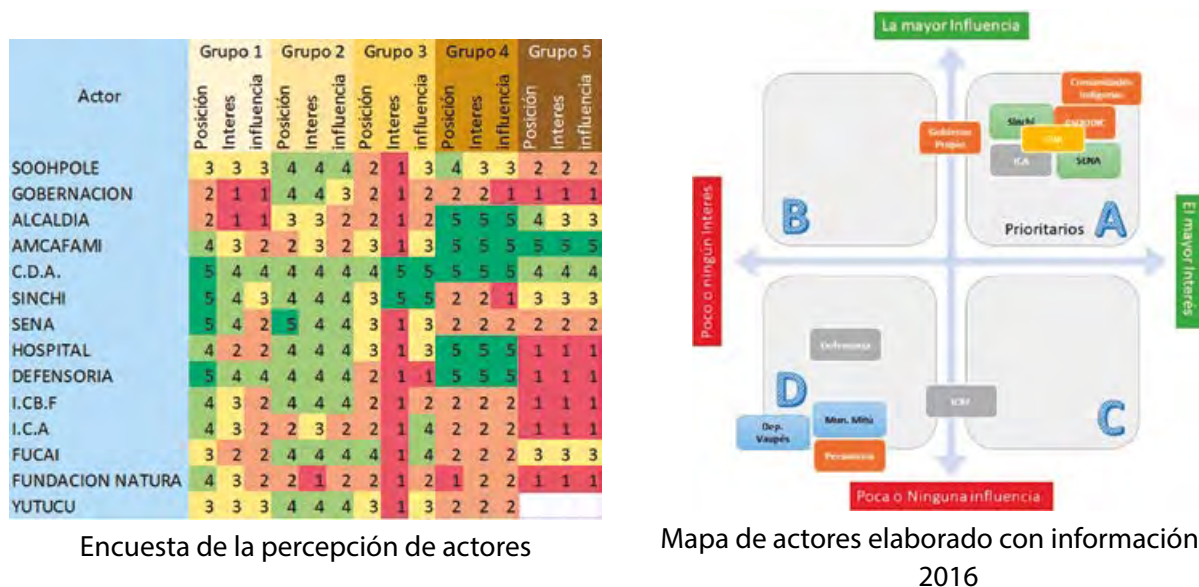 Grupo 1 Grupo 2 Grupo 3 Grupo 4 Grupo 5
Actor
Posición Interes influencia Posición Interes influencia Posición Interes influencia Posición Interes influencia Posición Interes influencia
SOOHPOLE 3 3 3 4 4 4 2 1 3 4 3 3 2 2 2
GOBERNACION 2 1 1 4 4 3 2 1 2 2 2 1 1 1 1
ALCALDIA 2 1 1 3 3 2 2 1 2 5 5 5 4 3 3
AMCAFAMI 4 3 2 2 3 2 3 1 3 5 5 5 5 5 5
C.D.A. 5 4 4 4 4 4 4 5 5 5 5 5 4 4 4
SINCHI 5 4 3 4 4 4 3 5 5 2 2 1 3 3 3
SENA 5 4 2 5 4 4 3 1 3 2 2 2 2 2 2
HOSPITAL 4 2 2 4 4 4 3 1 3 5 5 5 1 1 1
DEFENSORIA 5 4 4 4 4 4 2 1 1 5 5 5 1 1 1
I.CB.F 4 3 2 4 4 4 2 1 2 2 2 2 1 1 1
I.C.A 4 3 2 2 3 2 2 1 4 2 2 2 1 1 1
FUCAI 3 2 2 4 4 4 4 1 4 2 2 2 3 3 3
FUNDACION NATURA 4 3 2 2 1 2 2 1 2 1 2 2 1 1 1
YUTUCU 3 3 3 4 4 4 3 1 3 2 2 2
Encuesta de la percepción de actores
La mayor Influencia
Comunidades
Indígenas
Sinchi
Gobierno
Propio
ICA
SENA
Prioritarios
B
A
Poco o ningún Interes
El mayor Interés
Defensoria
ICBF
D
C
Dep.
Vaupés
Mun. Mitú
Personería
Poca o Ninguna influencia
Mapa de actores elaborado con información
2016